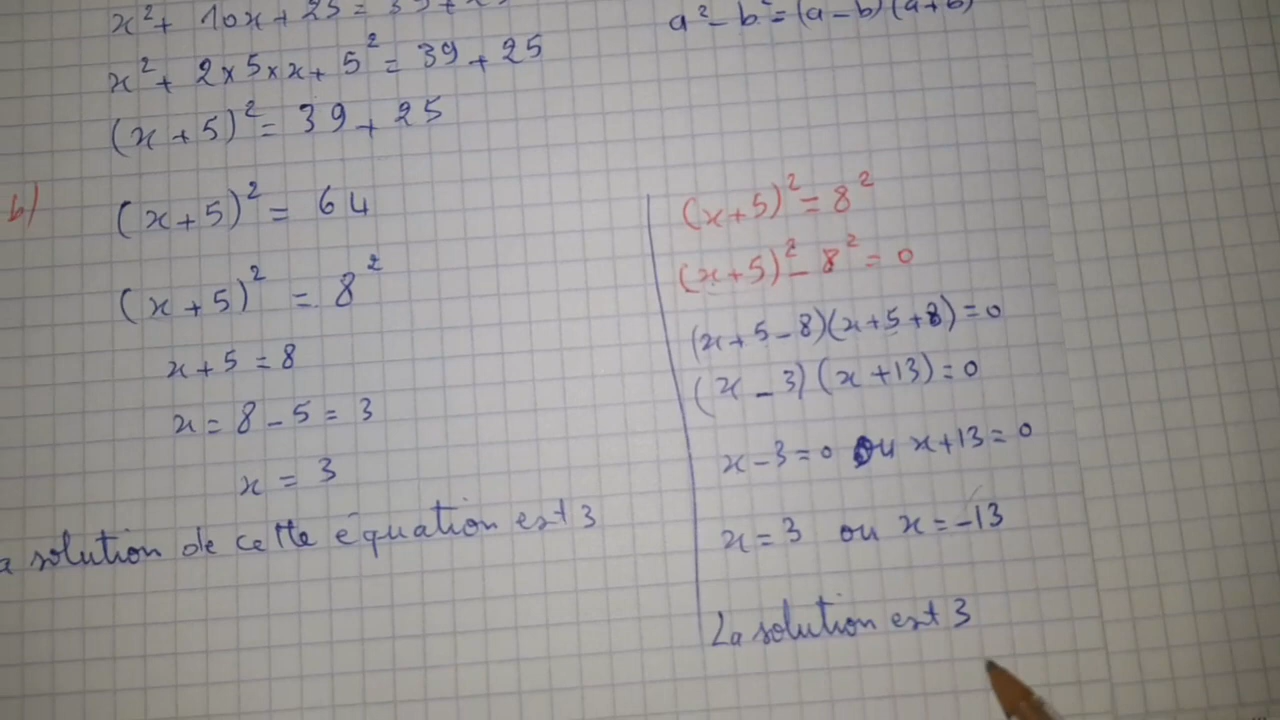 x² + 10x + 25 =
x² + 2 × 5 × x + 5² = 39 + 25
(x + 5)² = 39 + 25
b)
(x + 5)² = 64
(x + 5)² = 8²
x + 5 = 8
x = 8 - 5 = 3
x = 3
solution de cette équation est 3
a² - b² = (a - b)(a + b)
(x + 5)² = 8²
(x + 5)² - 8² = 0
(x + 5 - 8)(x + 5 + 8) = 0
(x - 3)(x + 13) = 0
x - 3 = 0 ou x + 13 = 0
x = 3 ou x = -13
La solution est 3